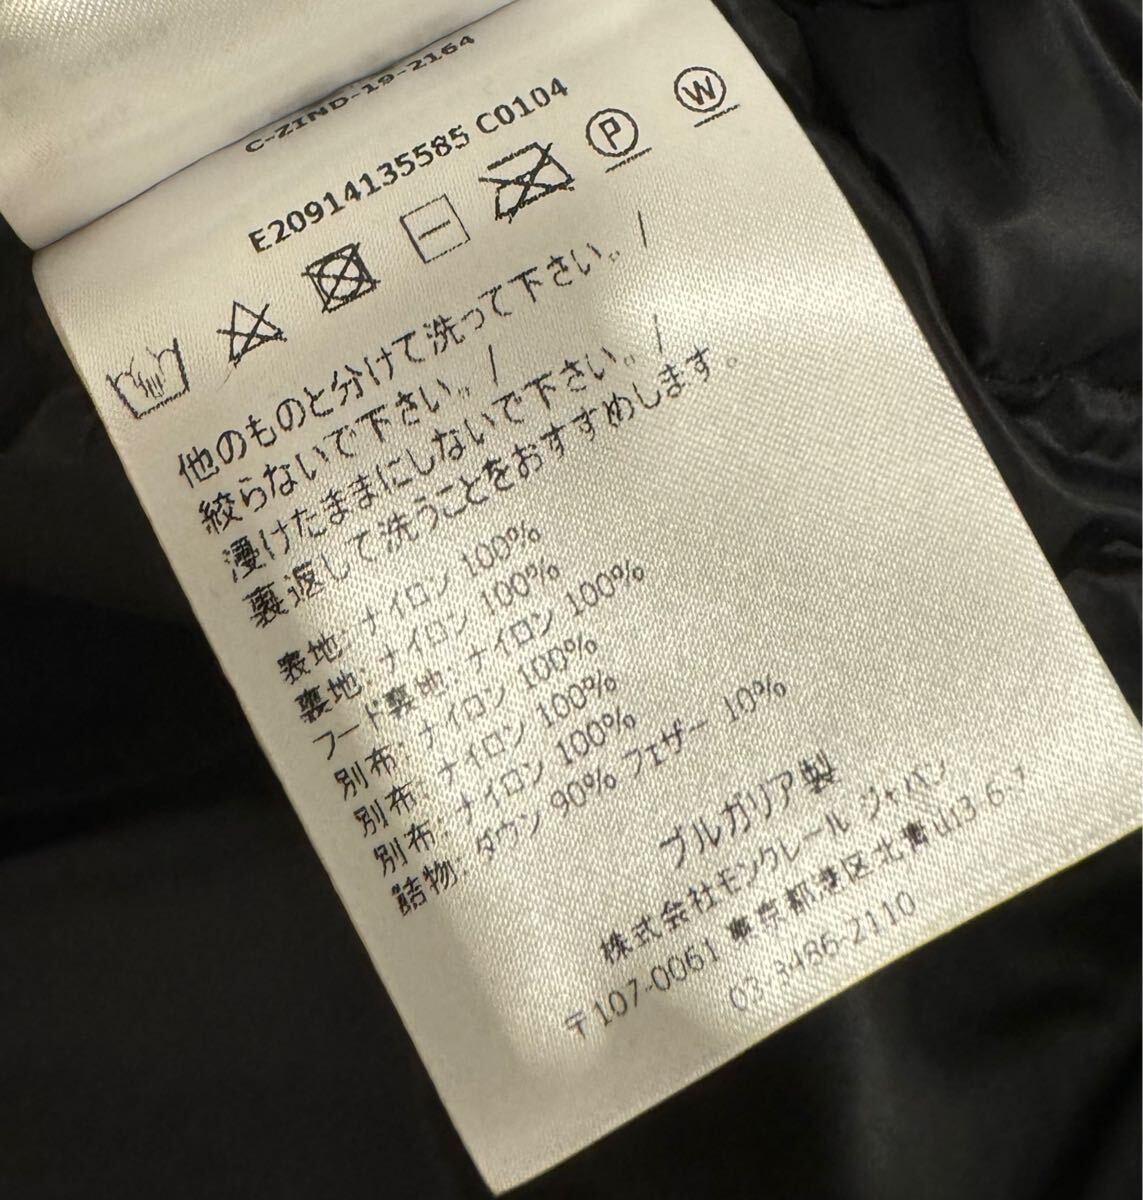 C-ZIND-19-2164
E20914135585 C0104
P
W
他のものと分けて洗って下さい。/
絞らないで下さい。/
浸けたままにしないで下さい。/
裏返して洗うことをおすすめします。
表地: ナイロン 100%
裏地: ナイロン 100%
フード裏地: ナイロン 100%
別布: ナイロン 100%
別布: ナイロン 100%
別布: ナイロン 100%
詰物: ダウン 90% フェザー 10%
ブルガリア製
株式会社モンクレール ジャパン
〒107-0061 東京都港区北青山3-6-7
03-3486-2110